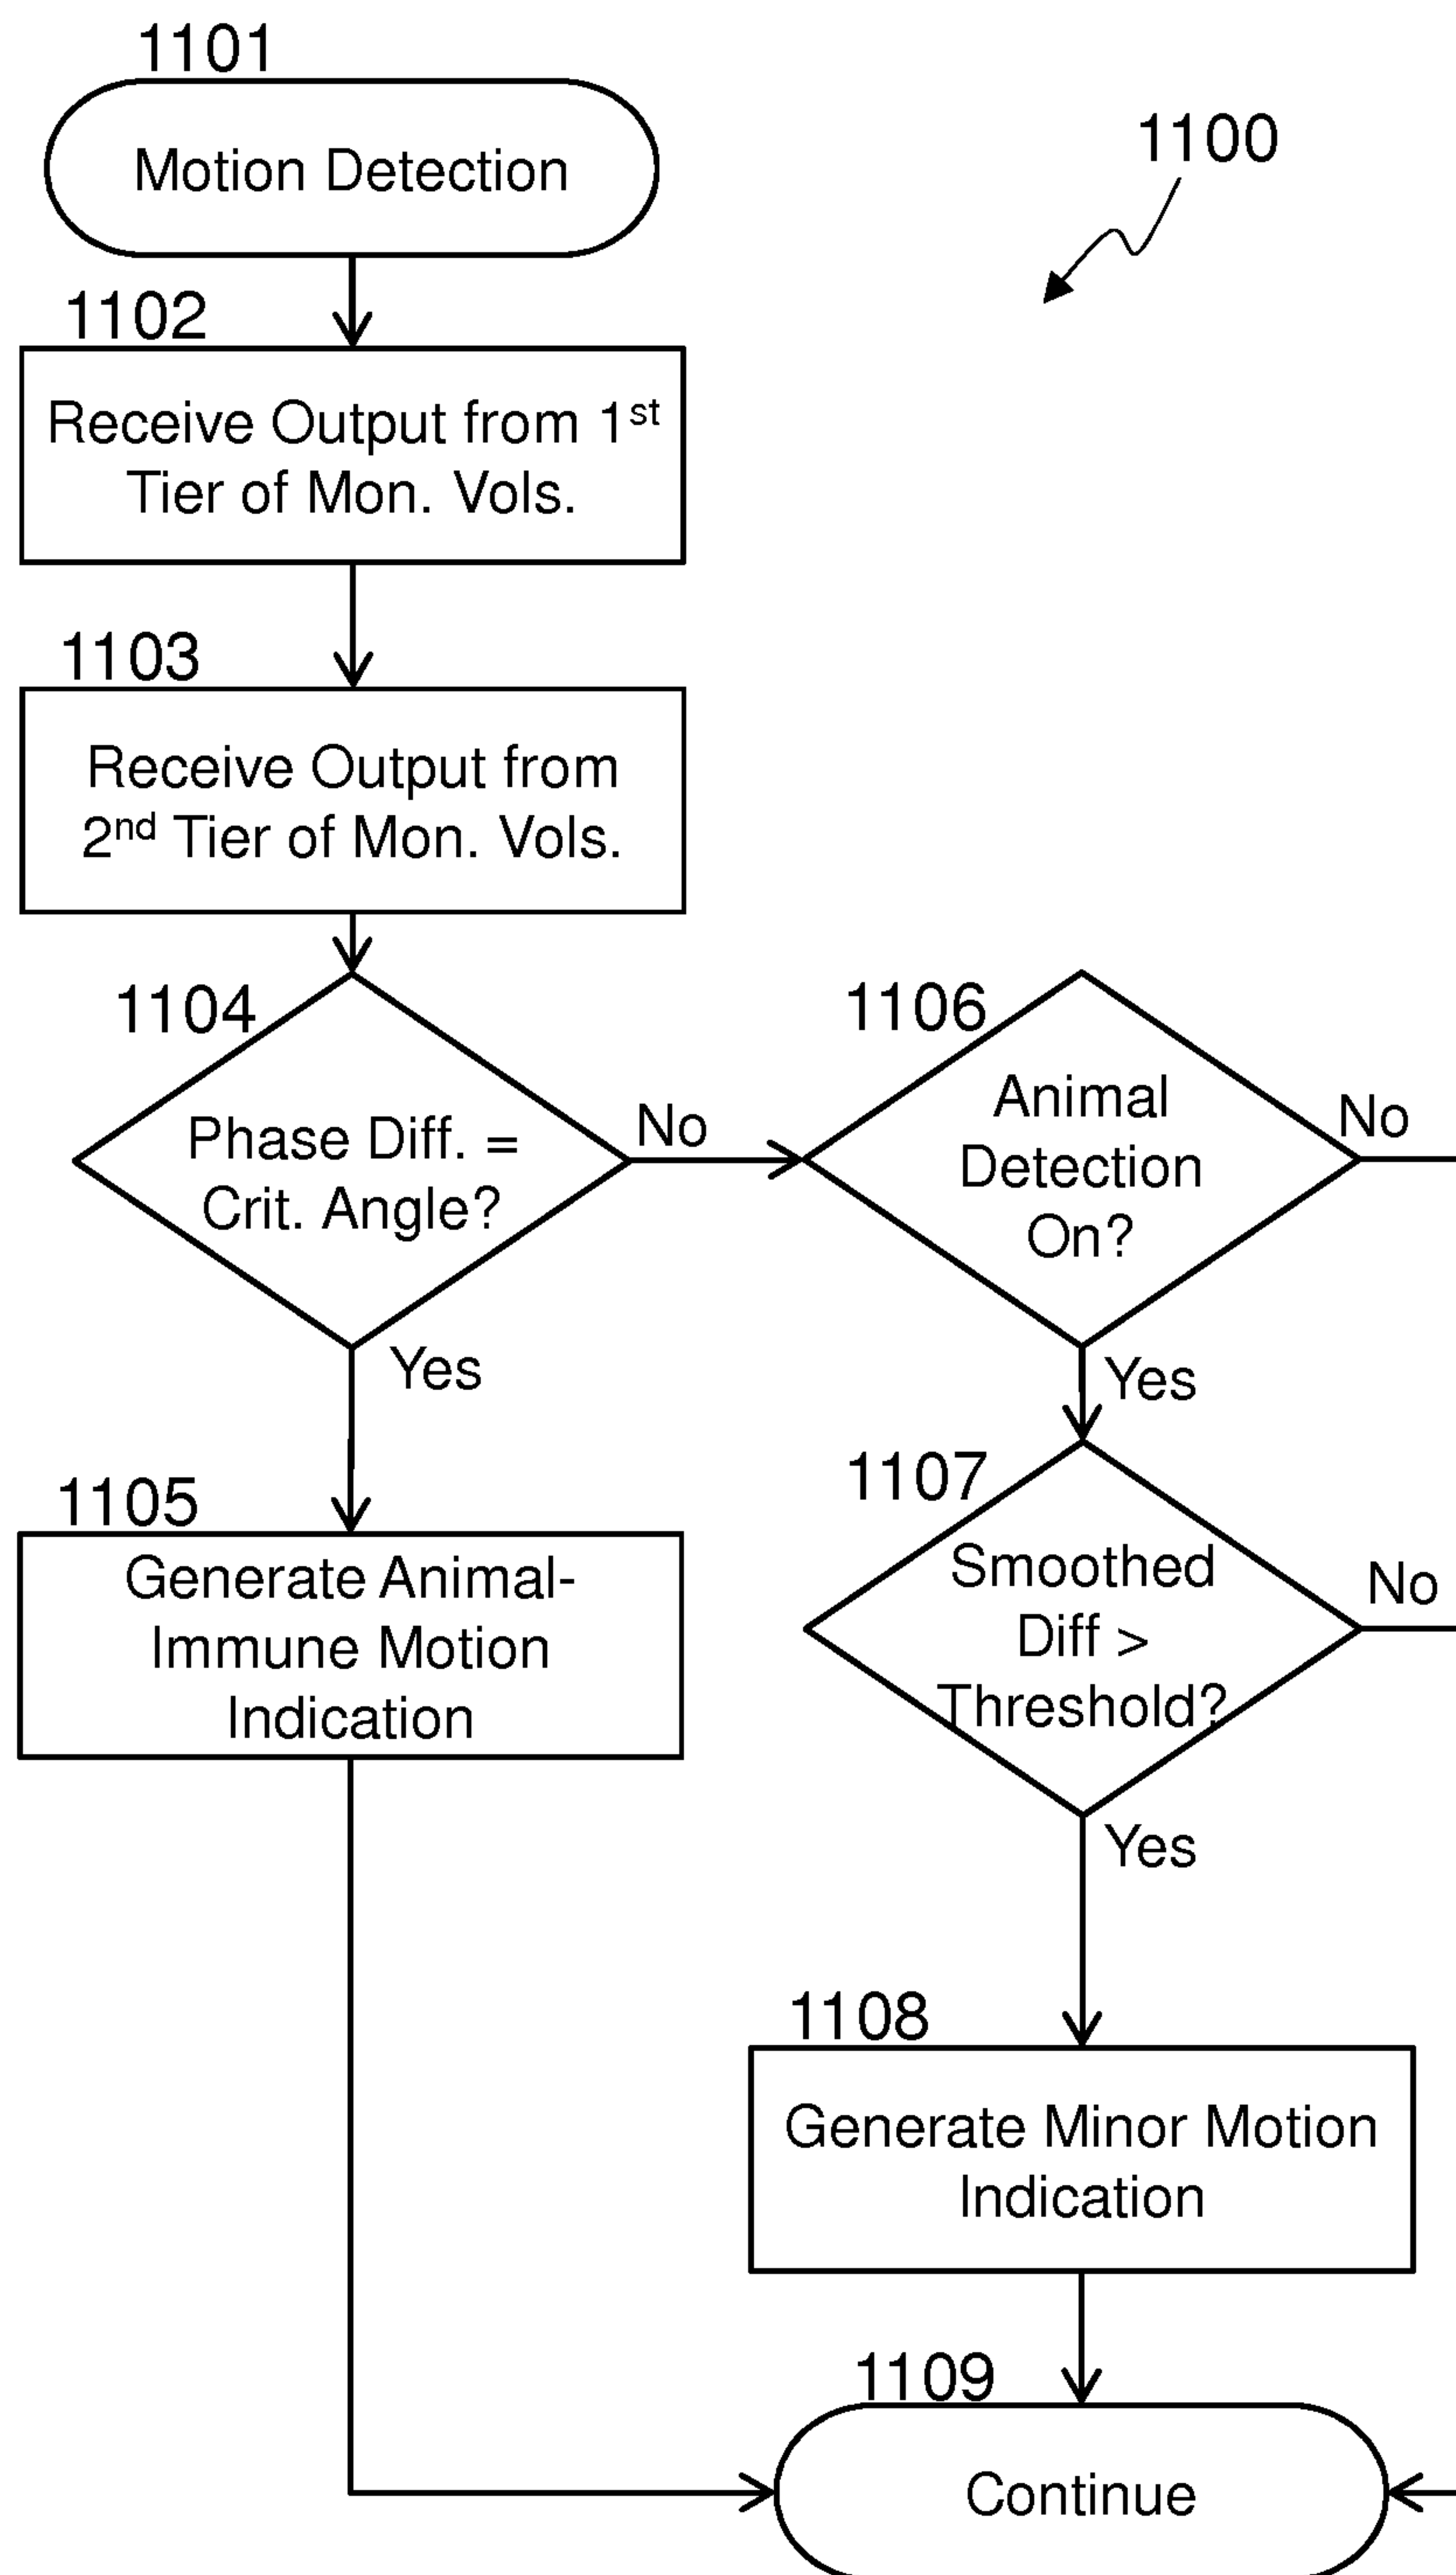 1101
Motion Detection
1100
1102
Receive Output from 1st
Tier of Mon. Vols.
1103
Receive Output from
2nd Tier of Mon. Vols.
1104
Phase Diff. =
Crit. Angle?
No
Yes
1106
Animal
Detection
On?
No
Yes
1105
Generate Animal-
Immune Motion
Indication
1107
Smoothed
Diff >
Threshold?
No
Yes
1108
Generate Minor Motion
Indication
1109
Continue